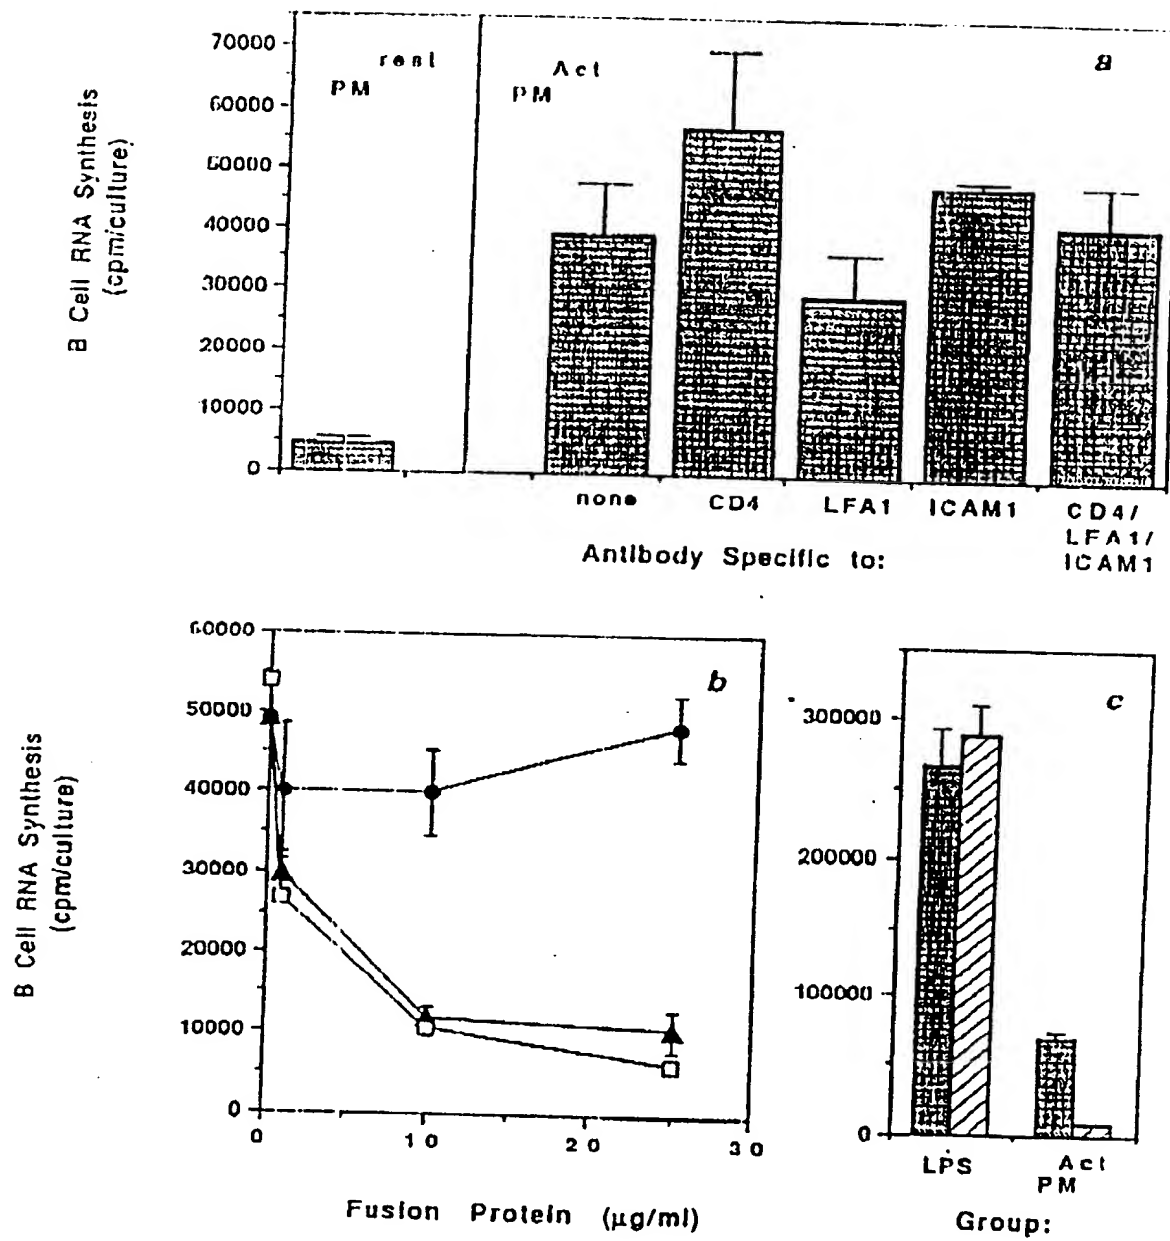 a
70000
60000
50000
40000
30000
20000
10000
0
B Cell RNA Synthesis
(cpm/culture)
rest
PM
Act
PM
none
CD4
LFA1
ICAM1
CD4/
LFA1/
ICAM1
Antibody Specific to:
b
60000
50000
40000
30000
20000
10000
0
B Cell RNA Synthesis
(cpm/culture)
0
10
20
30
Fusion Protein (μg/ml)
c
300000
200000
100000
0
LPS
Act
PM
Group: